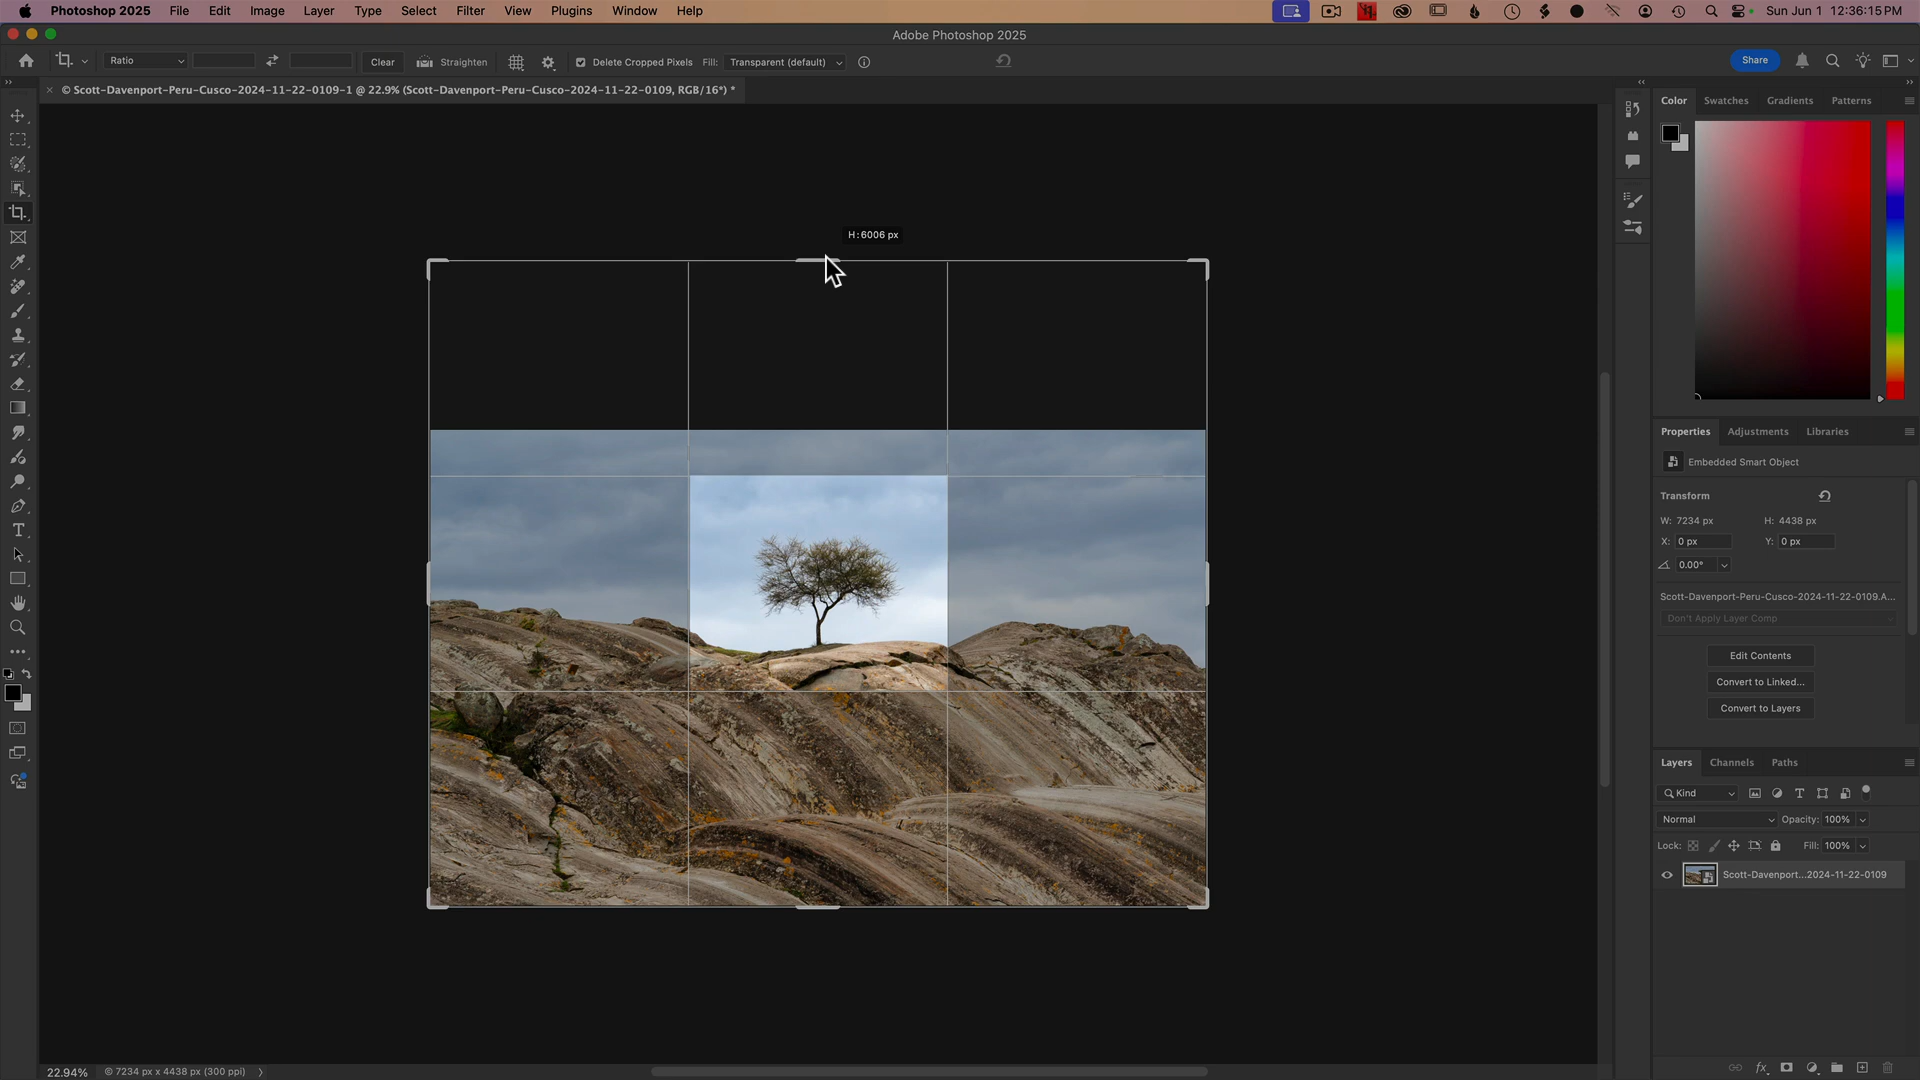 Photoshop 2025 File Edit Image Layer Type Select Filter View Plugins Window Help Sun Jun 1 12:36:15 PM
Adobe Photoshop 2025
Ratio Clear Straighten Delete Cropped Pixels Fill: Transparent (default) Share
× © Scott-Davenport-Peru-Cusco-2024-11-22-0109-1 @ 22.9% (Scott-Davenport-Peru-Cusco-2024-11-22-0109, RGB/16*) *
Color Swatches Gradients Patterns
H: 6006 px
Properties Adjustments Libraries
Embedded Smart Object
Transform
W: 7234 px H: 4438 px
X: 0 px Y: 0 px
0.00°
Scott-Davenport-Peru-Cusco-2024-11-22-0109.A...
Don't Apply Layer Comp
Edit Contents
Convert to Linked...
Convert to Layers
Layers Channels Paths
Kind
Normal Opacity: 100%
Lock: Fill: 100%
Scott-Davenport...2024-11-22-0109
fx
22.94% © 7234 px x 4438 px (300 ppi)